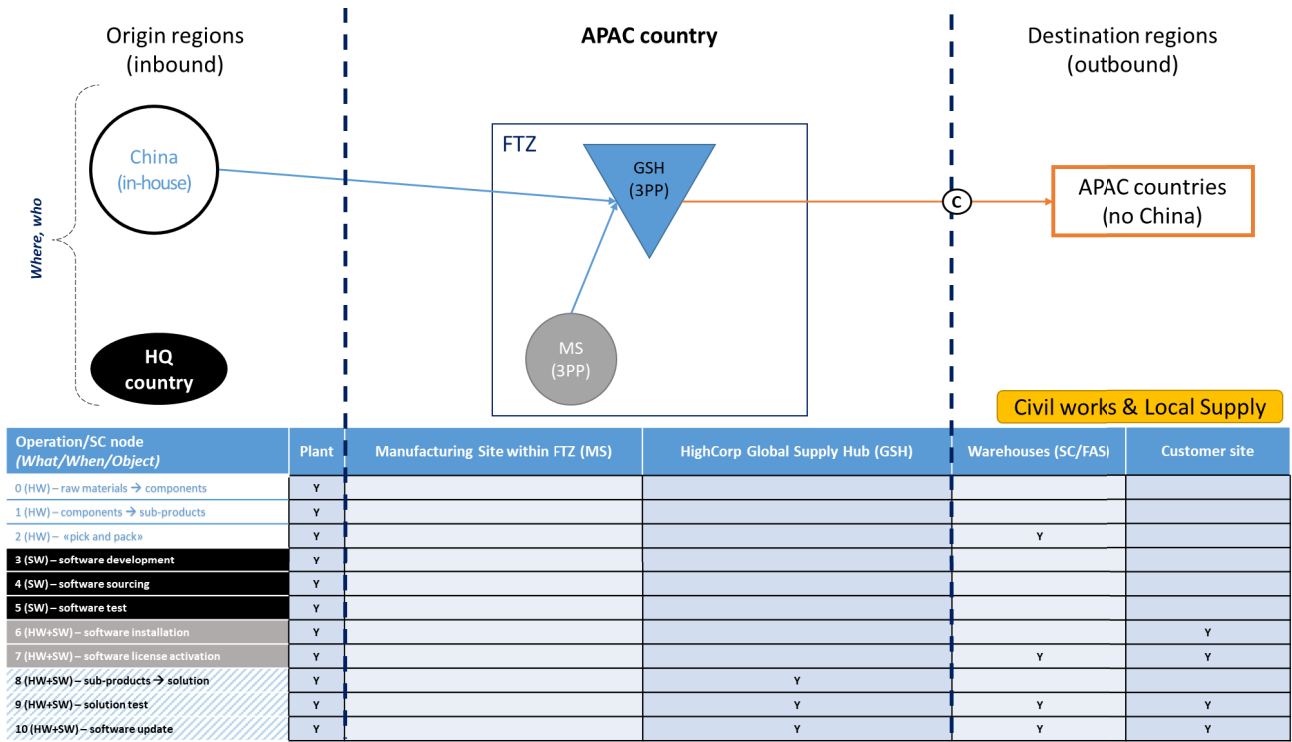 Origin regions
(inbound)
APAC country
Destination regions
(outbound)
Where, who
China
(in-house)
HQ
country
FTZ
GSH
(3PP)
MS
(3PP)
C
APAC countries
(no China)
Civil works & Local Supply
Operation/SC node
(What/When/Object)
Plant
Manufacturing Site within FTZ (MS)
HighCorp Global Supply Hub (GSH)
Warehouses (SC/FAS)
Customer site
0 (HW) – raw materials → components Y
1 (HW) – components → sub-products Y
2 (HW) – «pick and pack» Y Y
3 (SW) – software development Y
4 (SW) – software sourcing Y
5 (SW) – software test Y
6 (HW+SW) – software installation Y Y
7 (HW+SW) – software license activation Y Y Y
8 (HW+SW) – sub-products → solution Y Y
9 (HW+SW) – solution test Y Y Y Y
10 (HW+SW) – software update Y Y Y Y